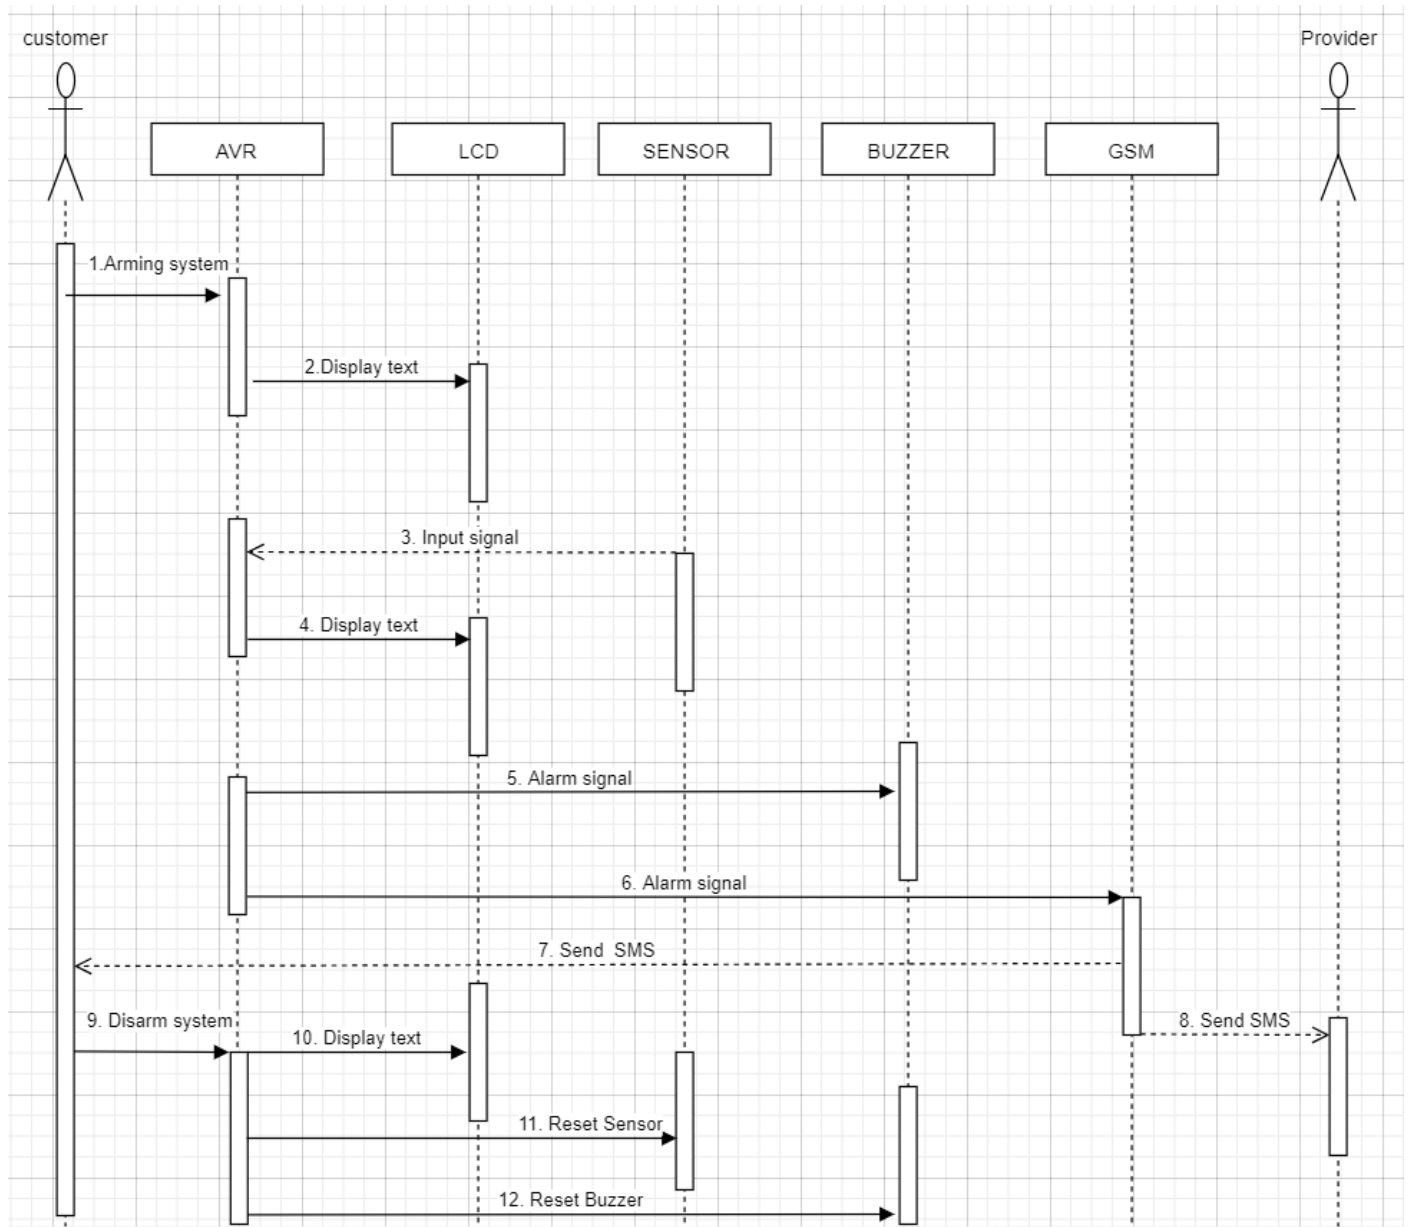 customer
Provider
AVR
LCD
SENSOR
BUZZER
GSM
1.Arming system
2.Display text
3. Input signal
4. Display text
5. Alarm signal
6. Alarm signal
7. Send  SMS
8. Send SMS
9. Disarm system
10. Display text
11. Reset Sensor
12. Reset Buzzer